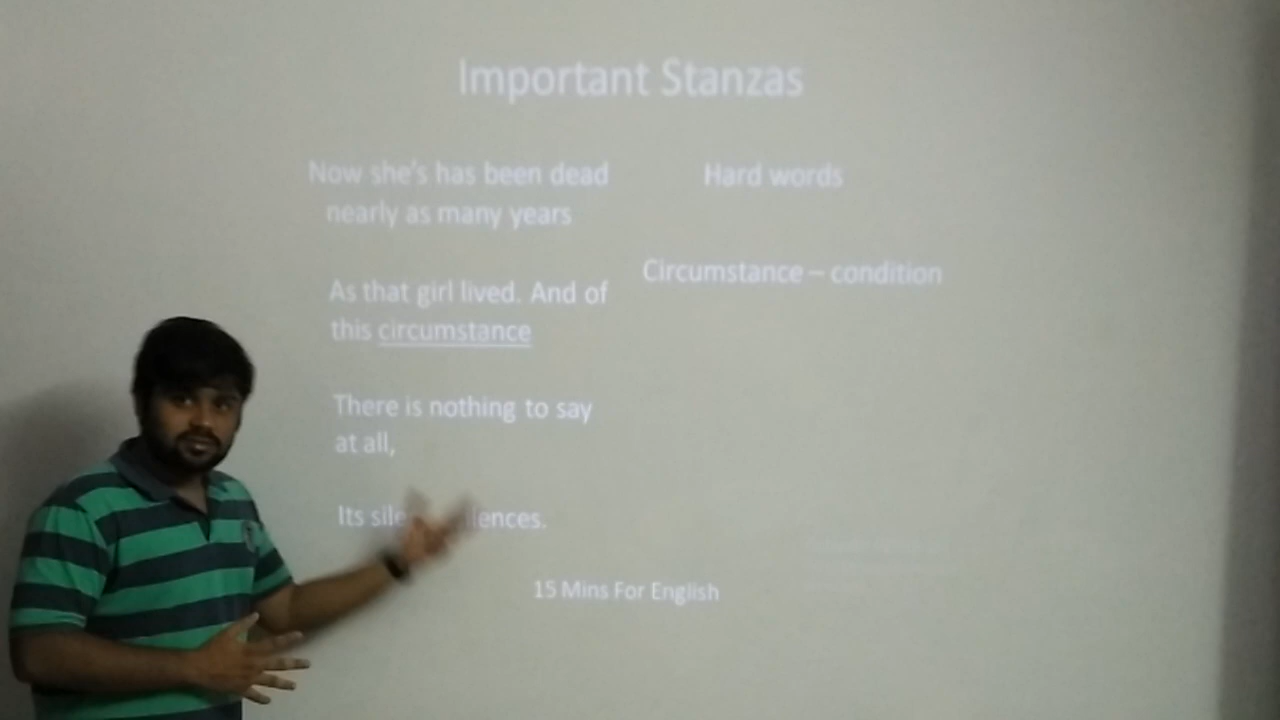 Important Stanzas
Now she's has been dead
nearly as many years
As that girl lived. And of
this circumstance
There is nothing to say
at all,
Its
Hard words
Circumstance – condition
15 Mins For English